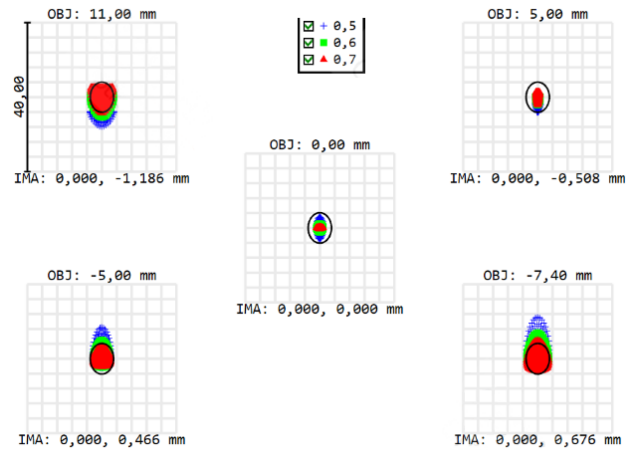 OBJ: 11,00 mm
40,00
IMA: 0,000, -1,186 mm
+ 0,5
0,6
0,7
OBJ: 5,00 mm
IMA: 0,000, -0,508 mm
OBJ: 0,00 mm
IMA: 0,000, 0,000 mm
OBJ: -5,00 mm
IMA: 0,000, 0,466 mm
OBJ: -7,40 mm
IMA: 0,000, 0,676 mm